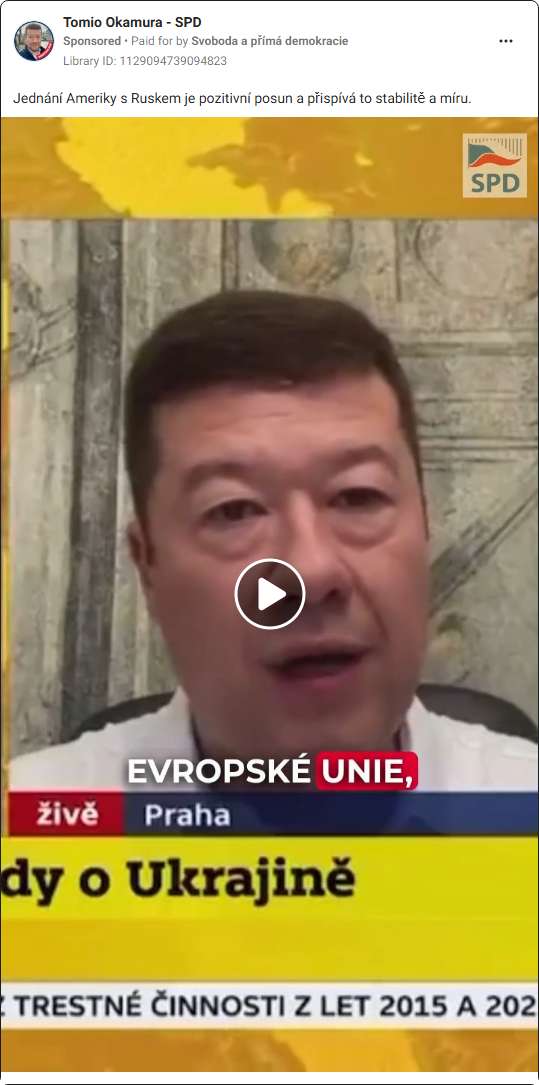 Tomio Okamura - SPD
Sponsored • Paid for by Svoboda a přímá demokracie
Library ID: 1129094739094823
Jednání Ameriky s Ruskem je pozitivní posun a přispívá to stabilitě a míru.
SPD
EVROPSKÉ UNIE,
živě Praha
dy o Ukrajině
Z TRESTNÉ ČINNOSTI Z LET 2015 A 202